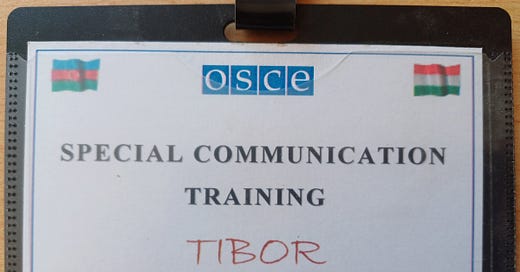 osce
SPECIAL COMMUNICATION
TRAINING
TIBOR